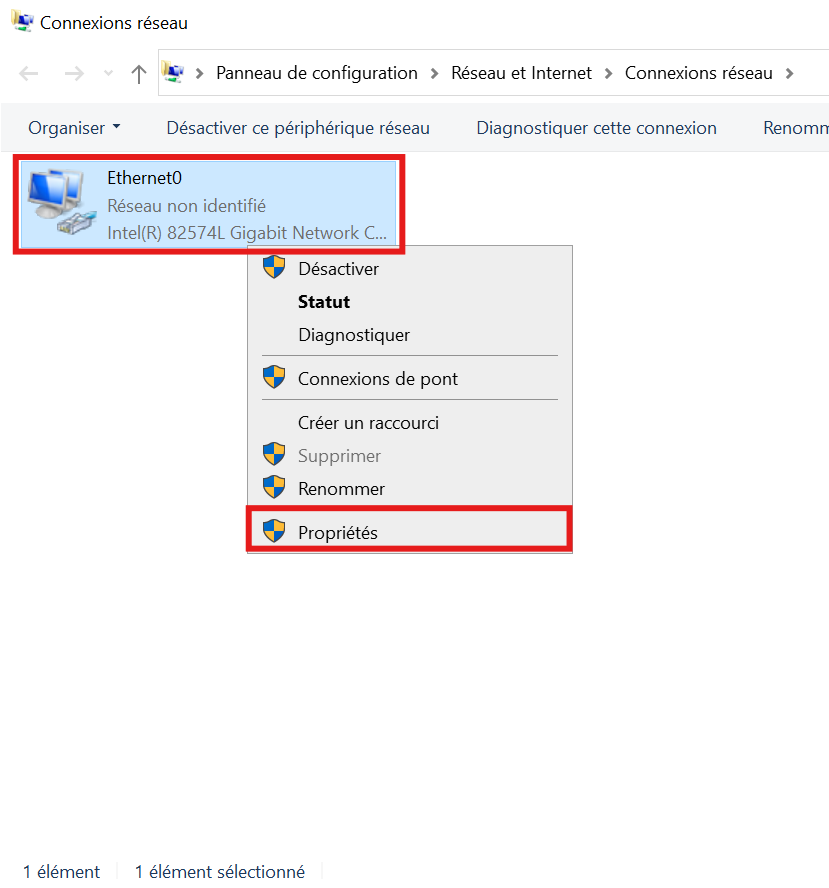 Connexions réseau
Panneau de configuration > Réseau et Internet > Connexions réseau >
Organiser Désactiver ce périphérique réseau Diagnostiquer cette connexion Renomm
Ethernet0
Réseau non identifié
Intel(R) 82574L Gigabit Network C...
Désactiver
Statut
Diagnostiquer
Connexions de pont
Créer un raccourci
Supprimer
Renommer
Propriétés
1 élément 1 élément sélectionné